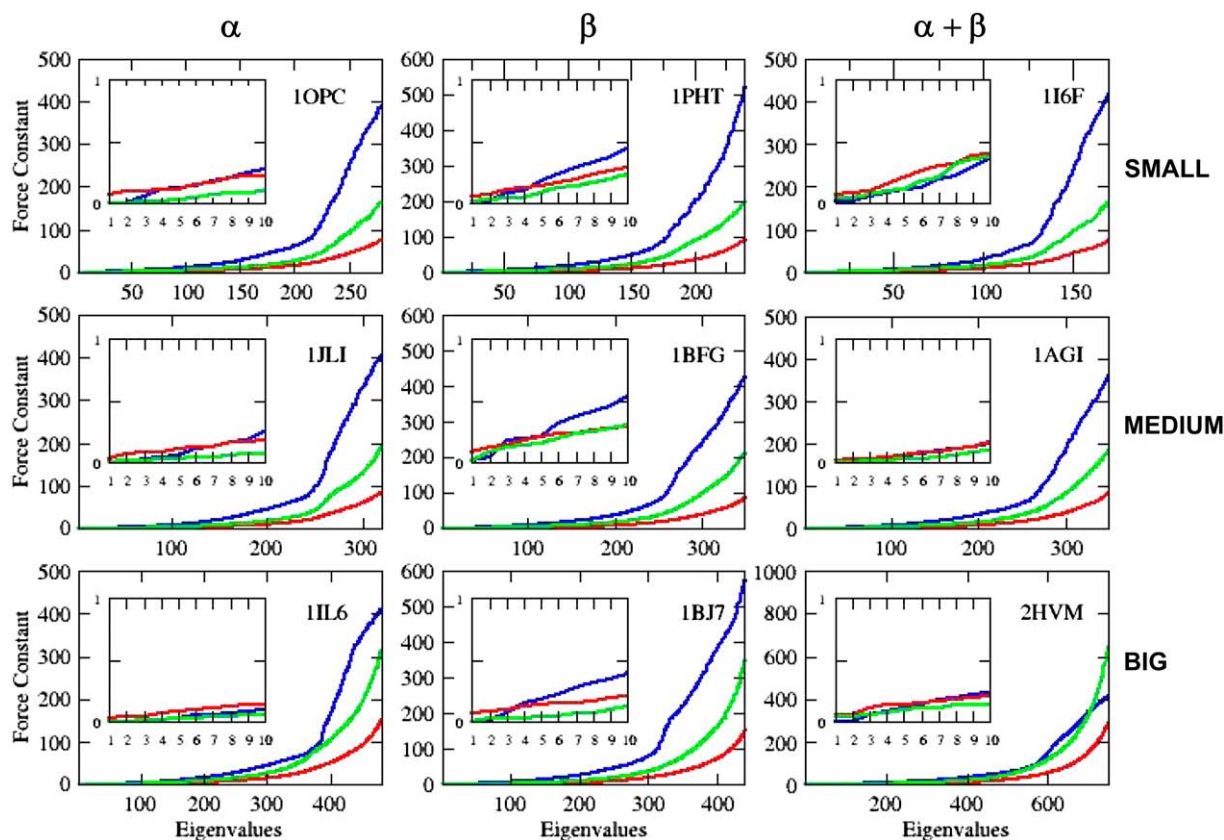 α β α + β
500 600 500
1 1OPC 1 1PHT 1 1I6F
400 500 400
300 400 300
200 300 200
100 200 100
0 100 0
0
Force Constant
0 1 2 3 4 5 6 7 8 9 10
0 1 2 3 4 5 6 7 8 9 10
0 1 2 3 4 5 6 7 8 9 10
SMALL
50 100 150 200 250
50 100 150 200
50 100 150
500 600 500
1 1JLI 1 1BFG 1 1AGI
400 500 400
300 400 300
200 300 200
100 200 100
0 100 0
0
Force Constant
0 1 2 3 4 5 6 7 8 9 10
0 1 2 3 4 5 6 7 8 9 10
0 1 2 3 4 5 6 7 8 9 10
MEDIUM
100 200 300
100 200 300
100 200 300
500 600 1000
1 1IL6 1 1BJ7 1 2HVM
400 500 800
300 400 600
200 300 400
100 200 200
0 100 0
0
Force Constant
0 1 2 3 4 5 6 7 8 9 10
0 1 2 3 4 5 6 7 8 9 10
0 1 2 3 4 5 6 7 8 9 10
BIG
100 200 300 400
100 200 300 400
200 400 600
Eigenvalues Eigenvalues Eigenvalues